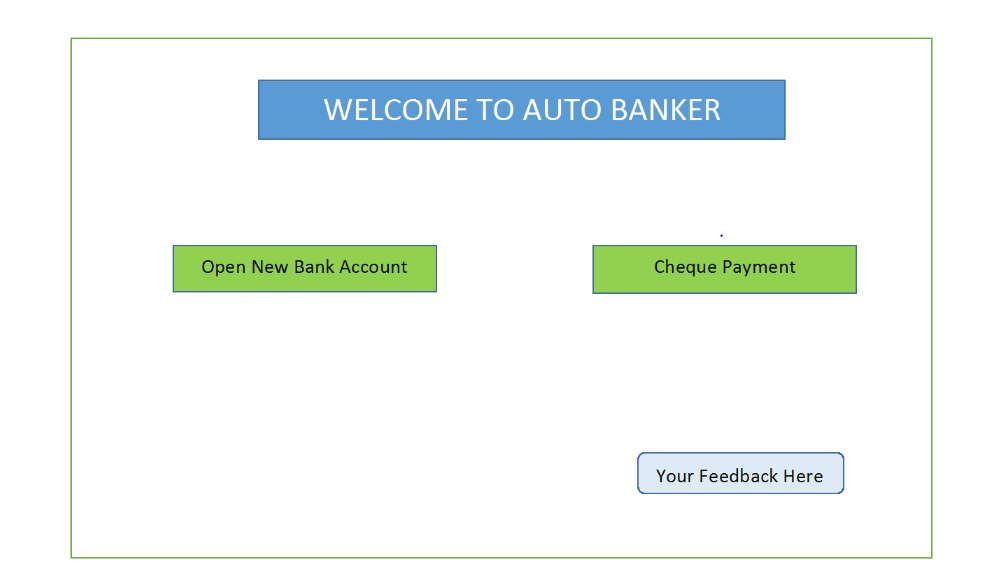 WELCOME TO AUTO BANKER
Open New Bank Account
Cheque Payment
Your Feedback Here